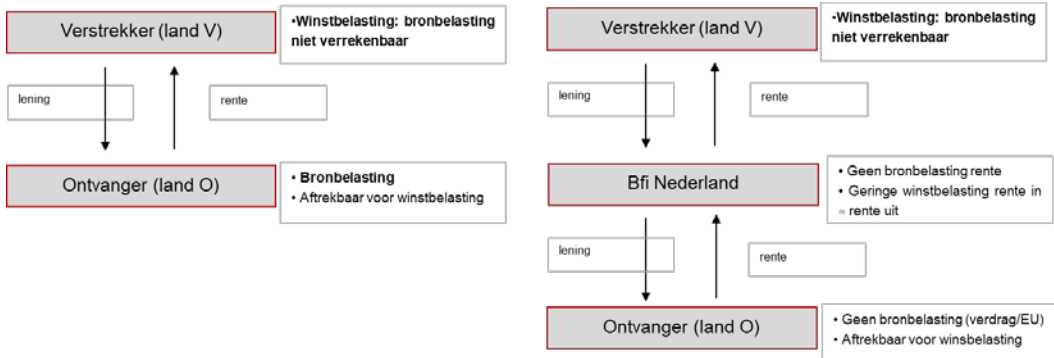 Verstrekker (land V)
•Winstbelasting: bronbelasting
niet verrekenbaar
lening
rente
Ontvanger (land O)
• Bronbelasting
• Aftrekbaar voor winstbelasting
Verstrekker (land V)
•Winstbelasting: bronbelasting
niet verrekenbaar
lening
rente
Bfi Nederland
• Geen bronbelasting rente
• Geringe winstbelasting rente in
= rente uit
lening
rente
Ontvanger (land O)
• Geen bronbelasting (verdrag/EU)
• Aftrekbaar voor winsbelasting